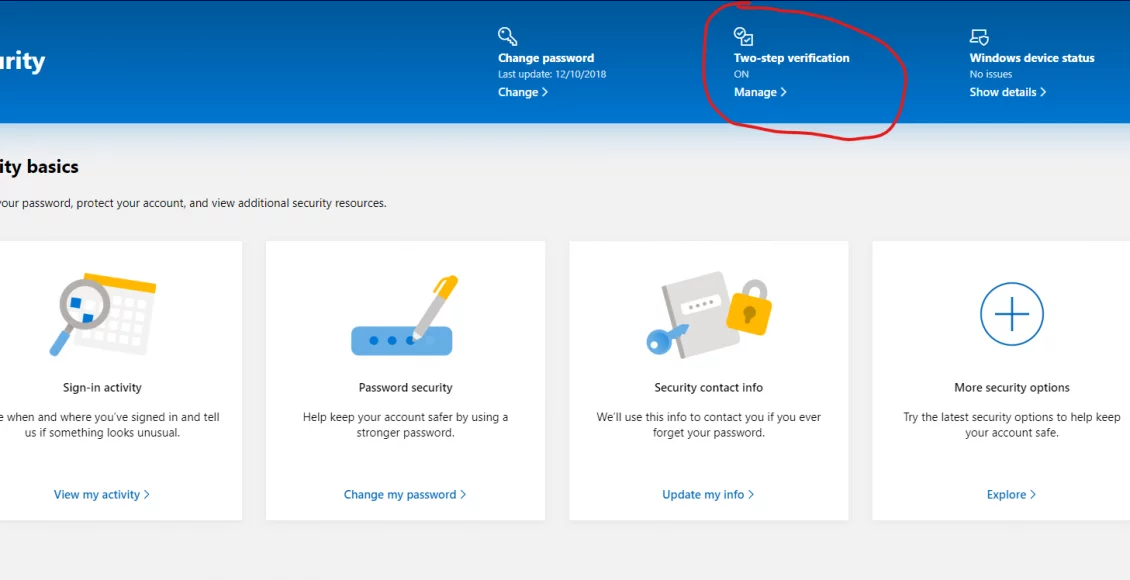 Change password
Last update: 12/10/2018
Change
Two-step verification
ON
Manage
Windows device status
No issues
Show details
basics
your password, protect your account, and view additional security resources.
Sign-in activity
when and where you've signed in and tell
us if something looks unusual.
View my activity
Password security
Help keep your account safer by using a
stronger password.
Change my password
Security contact info
We'll use this info to contact you if you ever
forget your password.
Update my info
More security options
Try the latest security options to help keep
your account safe.
Explore